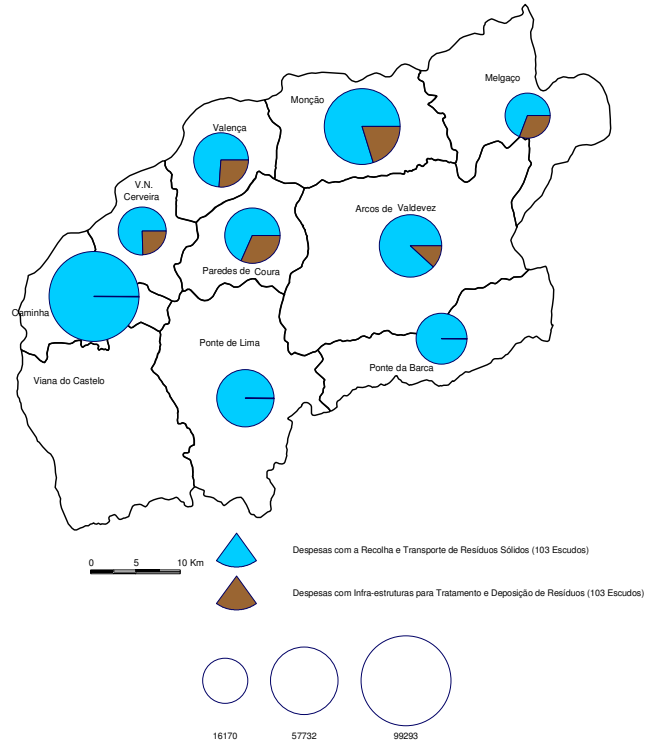 Melgaço
Monção
Valença
V.N.
Cerveira
Arcos de Valdevez
Paredes de Coura
Caminha
Ponte de Lima
Ponte da Barca
Viana do Castelo
Despesas com a Recolha e Transporte de Resíduos Sólidos (103 Escudos)
0 5 10 Km
Despesas com Infra-estruturas para Tratamento e Deposição de Resíduos (103 Escudos)
16170 57732 99293